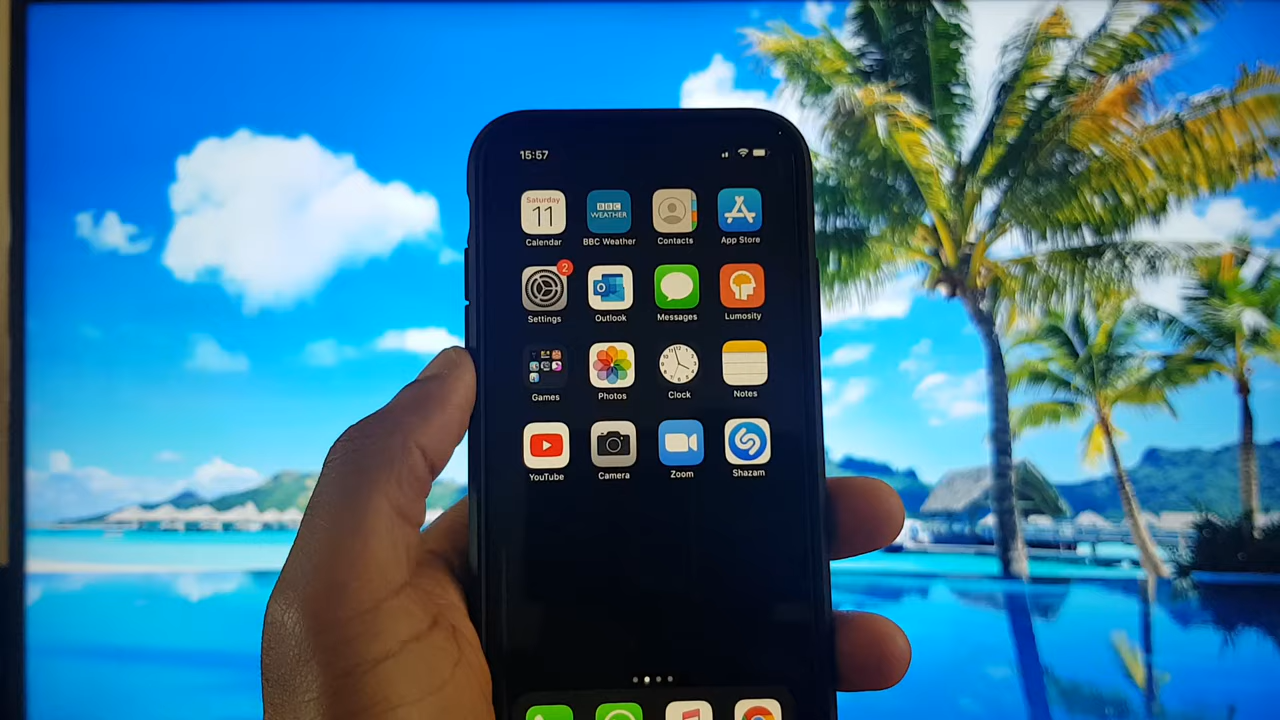 15:57
Saturday
11
BBC
WEATHER
Calendar
BBC Weather
Contacts
App Store
2
Settings
Outlook
Messages
Lumosity
Games
Photos
Clock
Notes
YouTube
Camera
Zoom
Shazam